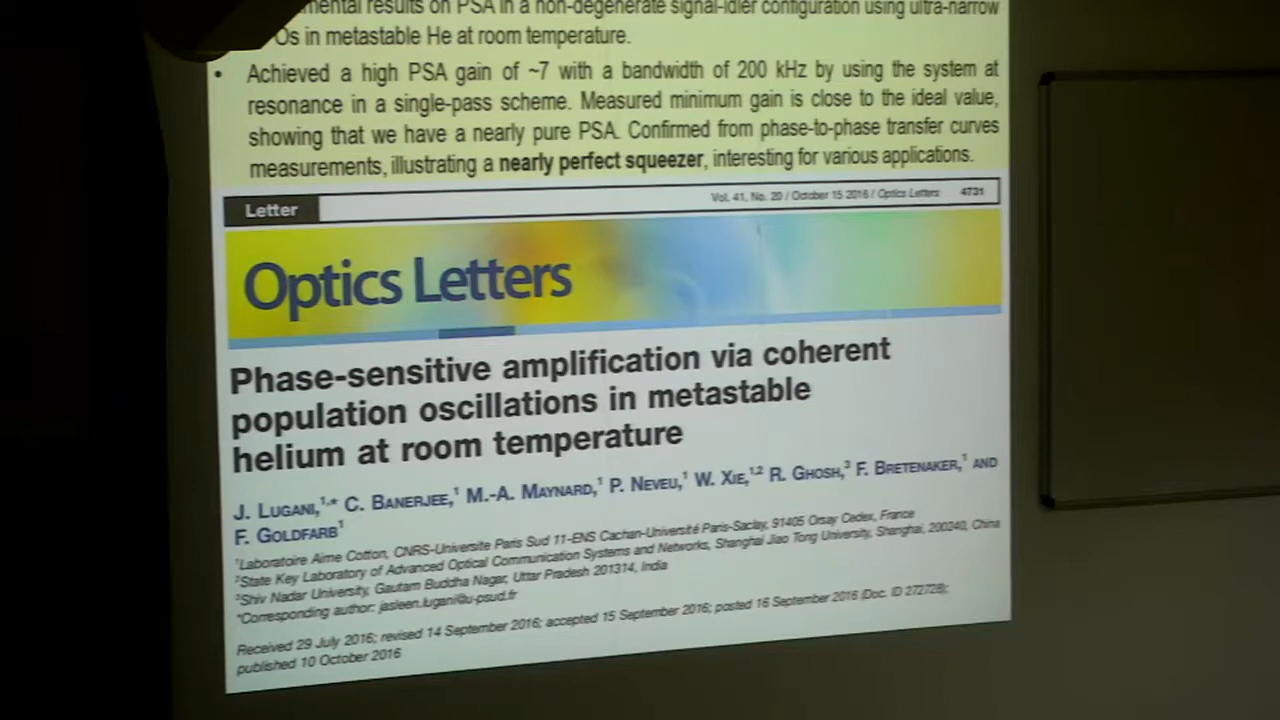 mental results on PSA in a non-degenerate signal-idler configuration using ultra-narrow
Os in metastable He at room temperature.
• Achieved a high PSA gain of ~7 with a bandwidth of 200 kHz by using the system at
resonance in a single-pass scheme. Measured minimum gain is close to the ideal value,
showing that we have a nearly pure PSA. Confirmed from phase-to-phase transfer curves
measurements, illustrating a nearly perfect squeezer, interesting for various applications.
Letter
Vol. 41, No. 20 / October 15 2016 / Optics Letters 4731
Optics Letters
Phase-sensitive amplification via coherent
population oscillations in metastable
helium at room temperature
J. LUGANI,¹,* C. BANERJEE,¹ M.-A. MAYNARD,¹ P. NEVEU,¹ W. XIE,¹,² R. GHOSH,³ F. BRETENAKER,¹ AND
F. GOLDFARB¹
¹Laboratoire Aime Cotton, CNRS-Universite Paris Sud 11-ENS Cachan-Université Paris-Saclay, 91405 Orsay Cedex, France
²State Key Laboratory of Advanced Optical Communication Systems and Networks, Shanghai Jiao Tong University, Shanghai, 200240, China
³Shiv Nadar University, Gautam Buddha Nagar, Uttar Pradesh 201314, India
*Corresponding author: jasleen.lugani@u-psud.fr
Received 29 July 2016; revised 14 September 2016; accepted 15 September 2016; posted 16 September 2016 (Doc. ID 272728);
published 10 October 2016